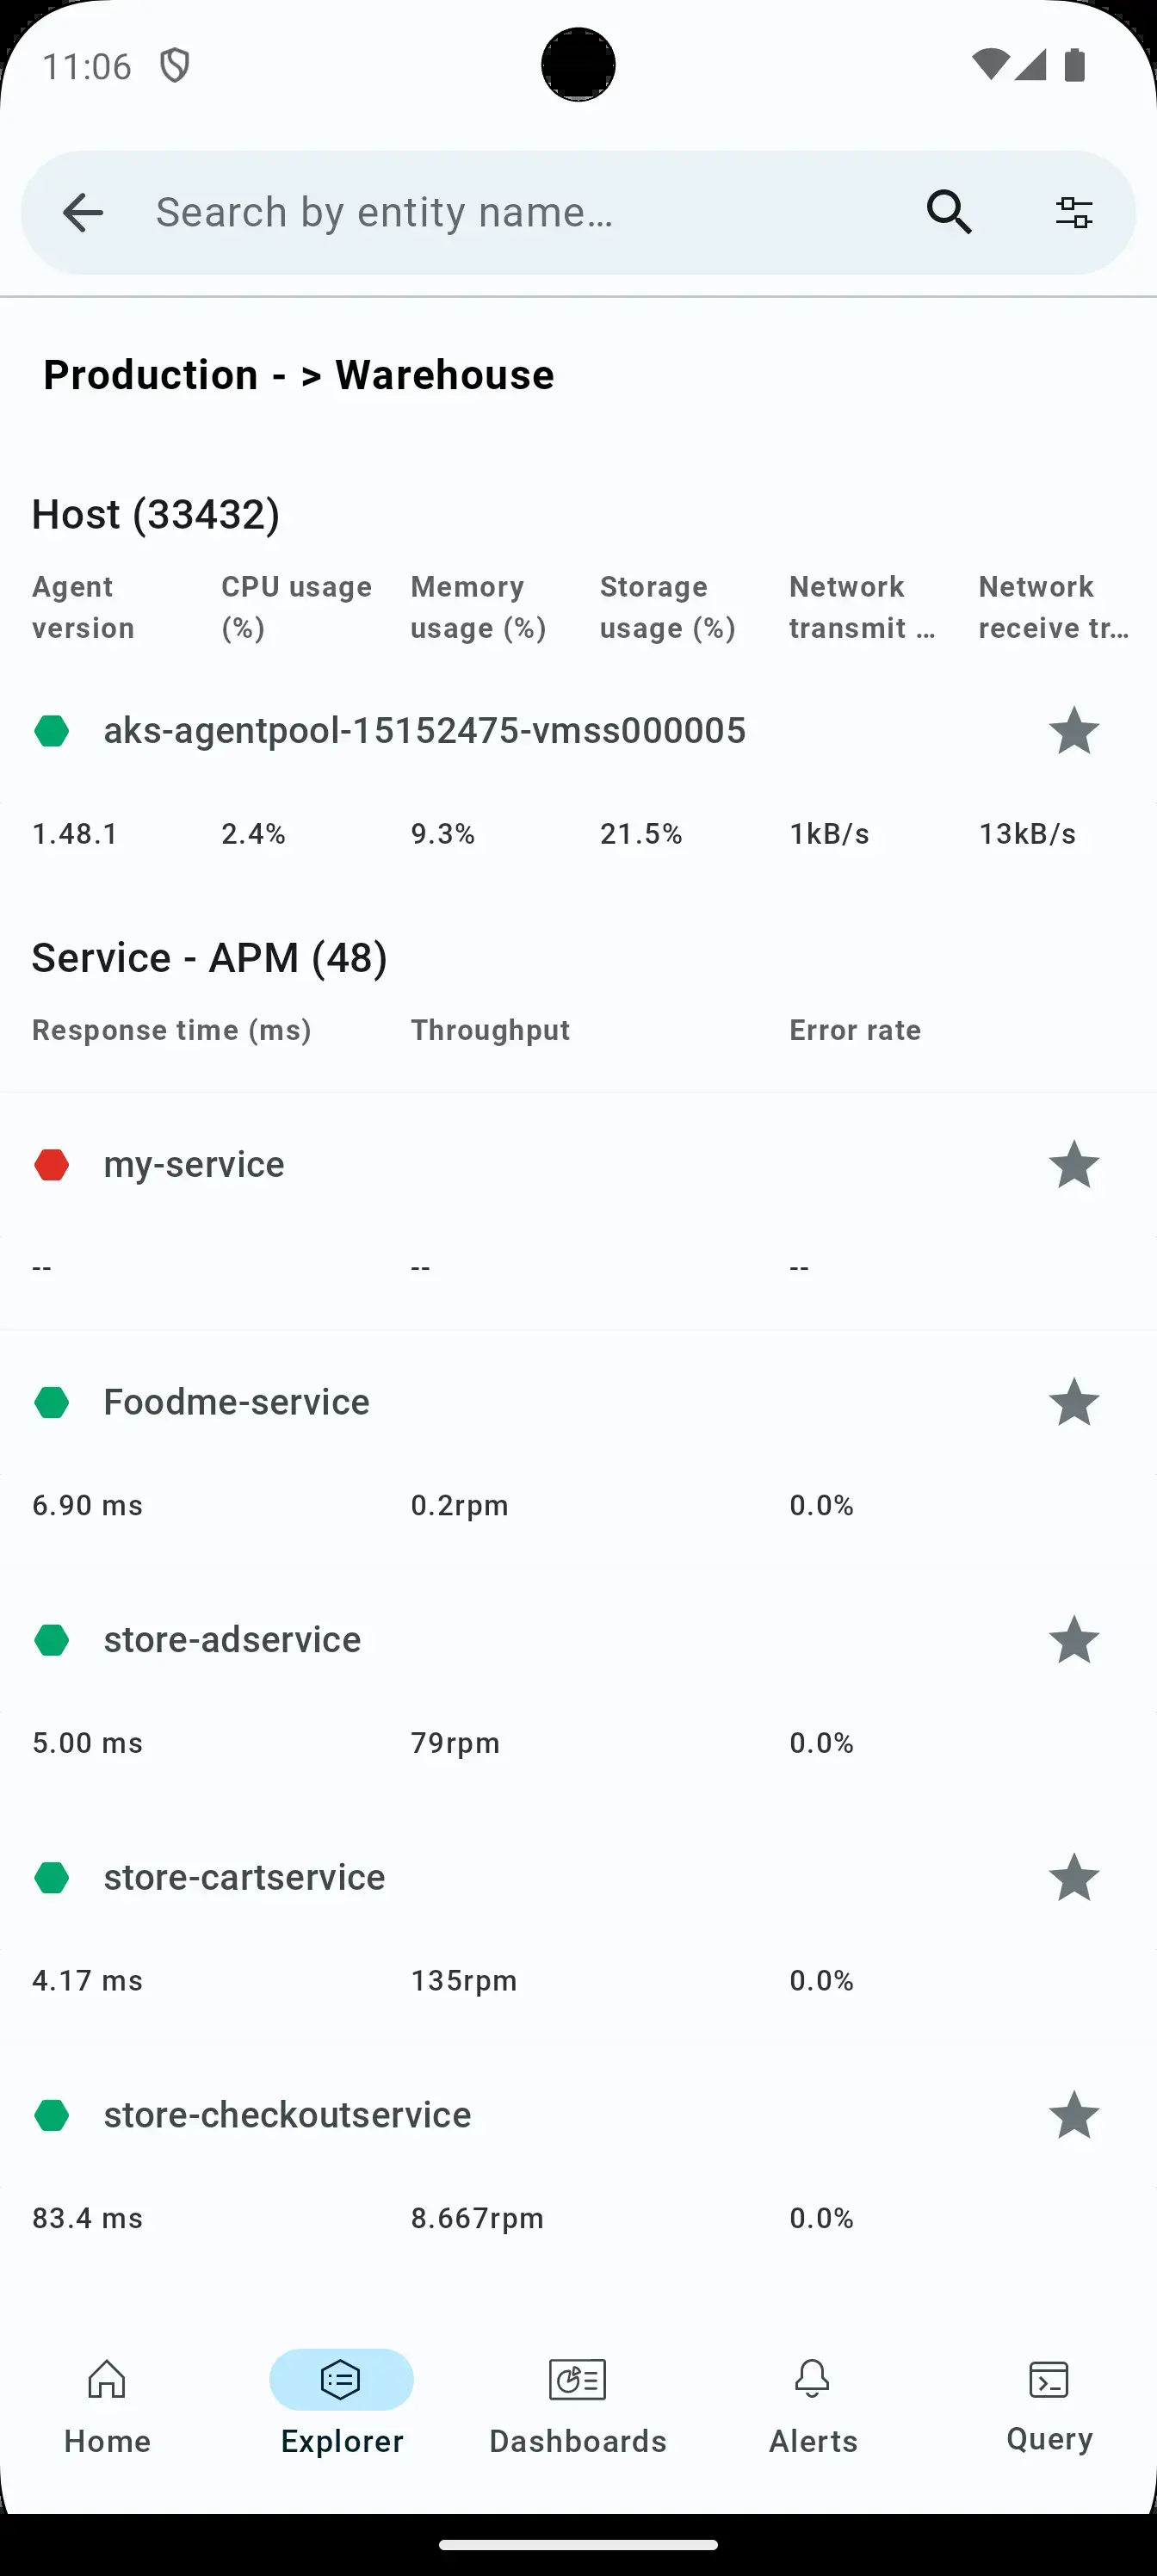 11:06
Search by entity name…
Production - > Warehouse
Host (33432)
Agent version CPU usage (%) Memory usage (%) Storage usage (%) Network transmit … Network receive tr…
aks-agentpool-15152475-vmss000005
1.48.1 2.4% 9.3% 21.5% 1kB/s 13kB/s
Service - APM (48)
Response time (ms) Throughput Error rate
my-service
-- -- --
Foodme-service
6.90 ms 0.2rpm 0.0%
store-adservice
5.00 ms 79rpm 0.0%
store-cartservice
4.17 ms 135rpm 0.0%
store-checkoutservice
83.4 ms 8.667rpm 0.0%
Home Explorer Dashboards Alerts Query